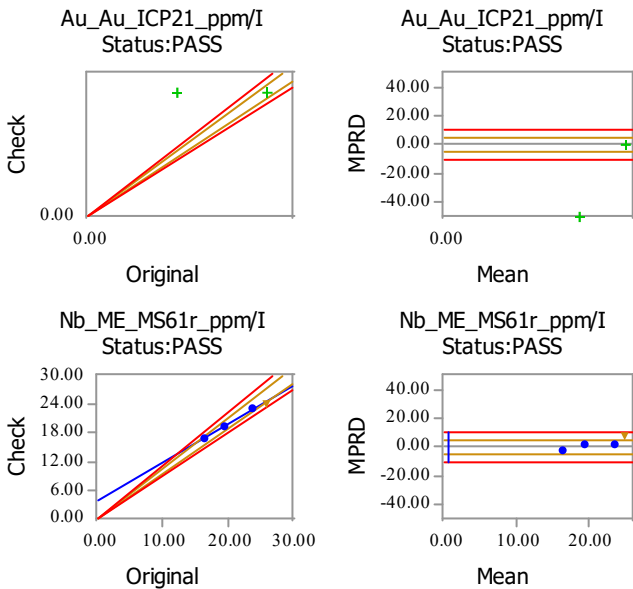 Au_Au_ICP21_ppm/I
Status:PASS
Check
0.00
0.00
Original
Au_Au_ICP21_ppm/I
Status:PASS
MPRD
40.00
20.00
0.00
-20.00
-40.00
0.00
Mean
Nb_ME_MS61r_ppm/I
Status:PASS
Check
30.00
24.00
18.00
12.00
6.00
0.00
0.00 10.00 20.00 30.00
Original
Nb_ME_MS61r_ppm/I
Status:PASS
MPRD
40.00
20.00
0.00
-20.00
-40.00
0.00 10.00 20.00
Mean